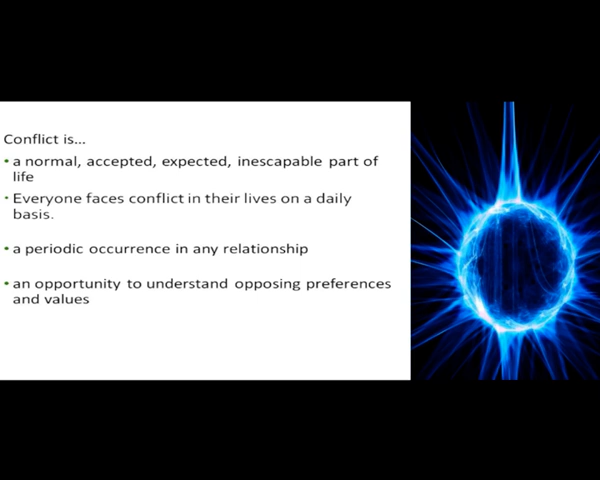 Conflict is...
• a normal, accepted, expected, inescapable part of
life
• Everyone faces conflict in their lives on a daily
basis.
• a periodic occurrence in any relationship
• an opportunity to understand opposing preferences
and values